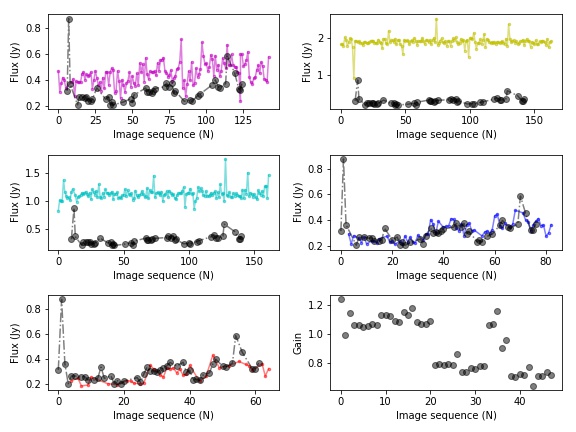 0.8
0.6
0.4
0.2
Flux (Jy)
0 25 50 75 100 125
Image sequence (N)
2
1
Flux (Jy)
0 50 100 150
Image sequence (N)
1.5
1.0
0.5
Flux (Jy)
0 50 100 150
Image sequence (N)
0.8
0.6
0.4
0.2
Flux (Jy)
0 20 40 60 80
Image sequence (N)
0.8
0.6
0.4
0.2
Flux (Jy)
0 20 40 60
Image sequence (N)
1.2
1.0
0.8
Gain
0 20 40
Image sequence (N)